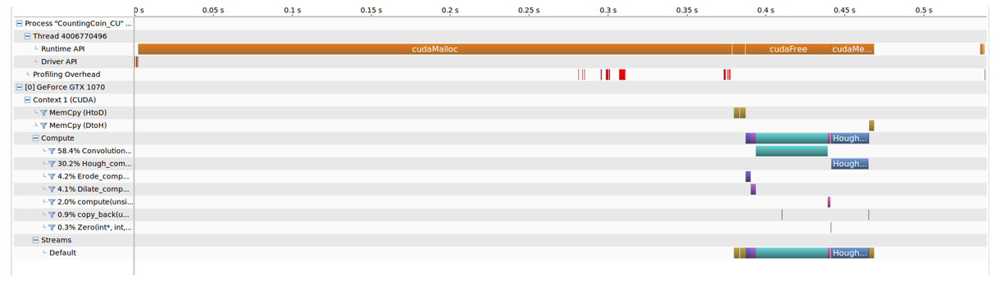 0 s 0.05 s 0.1 s 0.15 s 0.2 s 0.25 s 0.3 s 0.35 s 0.4 s 0.45 s 0.5 s
Process "CountingCoin_CU" ...
Thread 4006770496
Runtime API cudaMalloc cudaFree cudaMe...
Driver API
Profiling Overhead
[0] GeForce GTX 1070
Context 1 (CUDA)
MemCpy (HtoD)
MemCpy (DtoH)
Compute Hough...
58.4% Convolution...
30.2% Hough_com... Hough...
4.2% Erode_comp...
4.1% Dilate_comp...
2.0% compute(unsi...
0.9% copy_back(u...
0.3% Zero(int*, int,...
Streams
Default Hough...